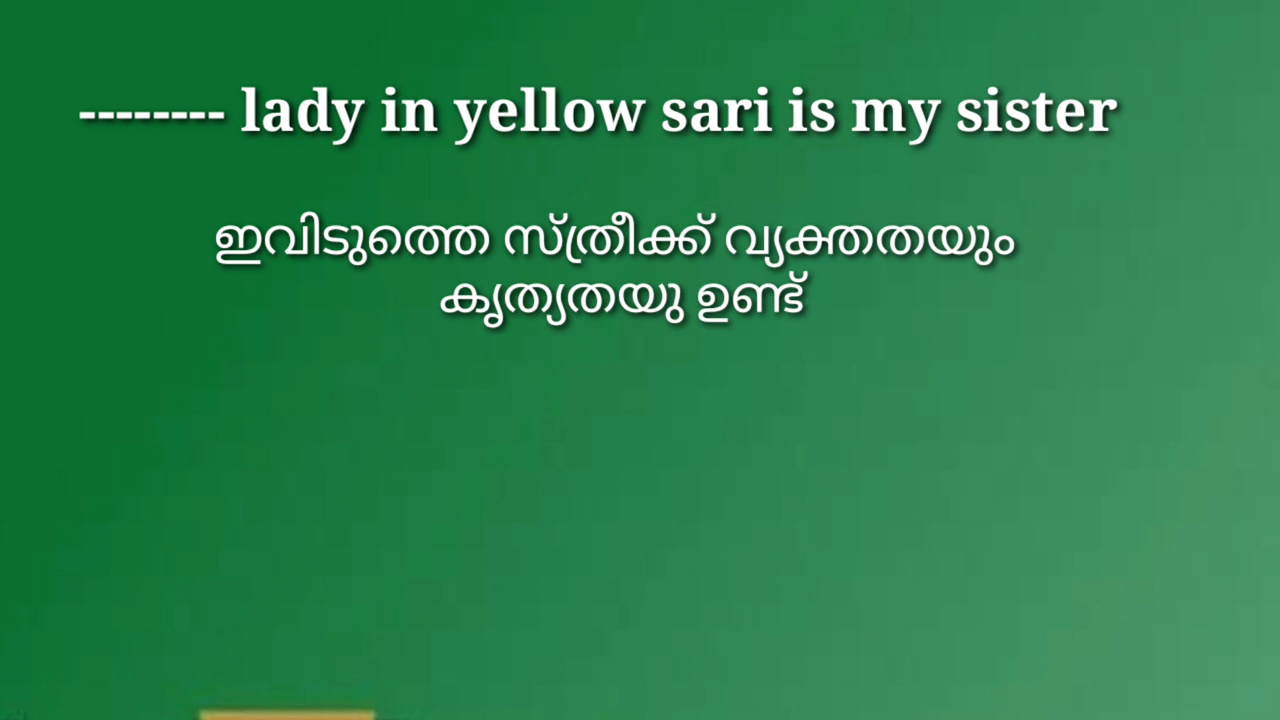 -------- lady in yellow sari is my sister
ഇവിടുത്തെ സ്ത്രീക്ക് വ്യക്തതയും
കൃത്യതയു ഉണ്ട്